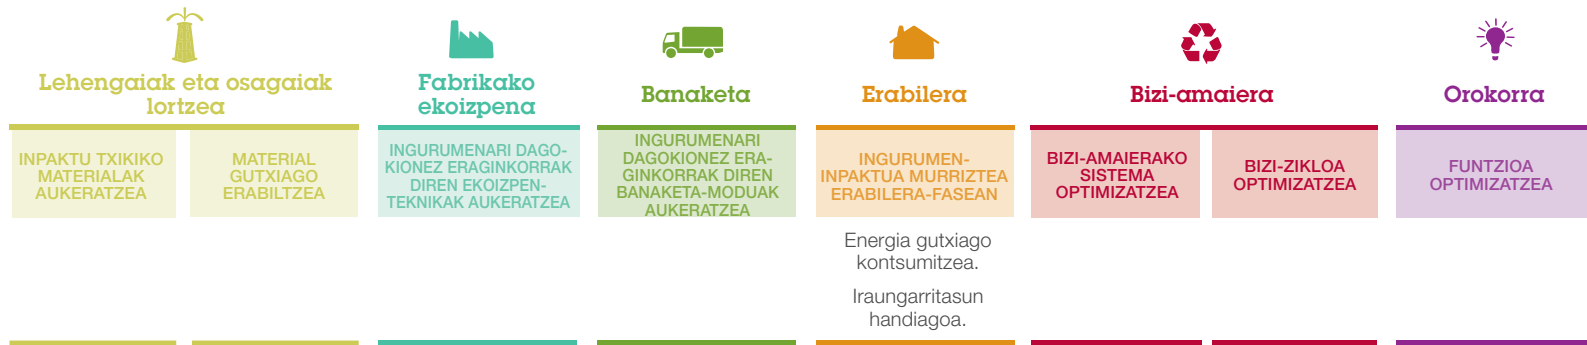 Lehengaiak eta osagaiak
lortzea
Fabrikako
ekoizpena
Banaketa
Erabilera
Bizi-amaiera
Orokorra
INPAKTU TXIKIKO
MATERIALAK
AUKERATZEA
MATERIAL
GUTXIAGO
ERABILTZEA
INGURUMENARI DAGO-
KIONEZ ERAGINKORRAK
DIREN EKOIZPEN-
TEKNIKAK AUKERATZEA
INGURUMENARI
DAGOKIONEZ ERA-
GINKORRAK DIREN
BANAKETA-MODUAK
AUKERATZEA
INGURUMEN-
INPAKTUA MURRIZTEA
ERABILERA-FASEAN
BIZI-AMAIERAKO
SISTEMA
OPTIMIZATZEA
BIZI-ZIKLOA
OPTIMIZATZEA
FUNTZIOA
OPTIMIZATZEA
Energia gutxiago
kontsumitzea.
Iraungarritasun
handiagoa.